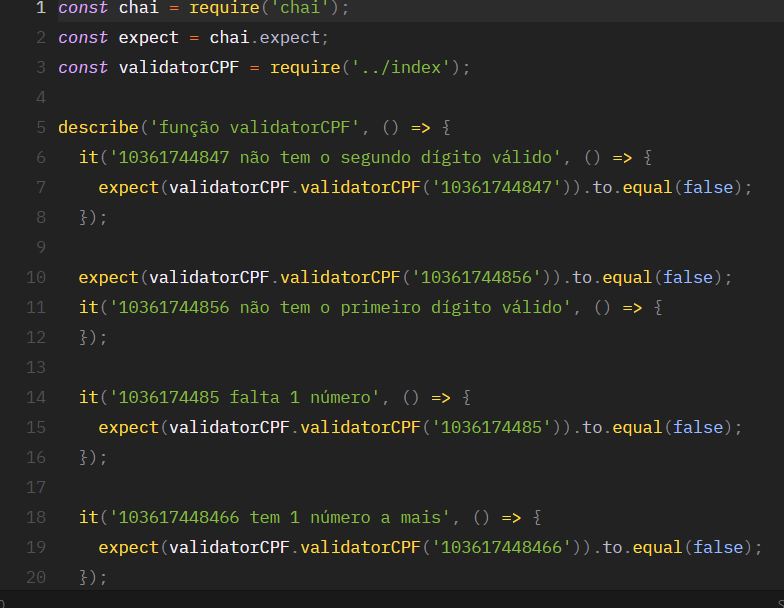 1 const chai = require('chai');
2 const expect = chai.expect;
3 const validatorCPF = require('../index');
4
5 describe('função validatorCPF', () => {
6 it('10361744847 não tem o segundo dígito válido', () => {
7 expect(validatorCPF.validatorCPF('10361744847')).to.equal(false);
8 });
9
10 expect(validatorCPF.validatorCPF('10361744856')).to.equal(false);
11 it('10361744856 não tem o primeiro dígito válido', () => {
12 });
13
14 it('1036174485 falta 1 número', () => {
15 expect(validatorCPF.validatorCPF('1036174485')).to.equal(false);
16 });
17
18 it('103617448466 tem 1 número a mais', () => {
19 expect(validatorCPF.validatorCPF('103617448466')).to.equal(false);
20 });